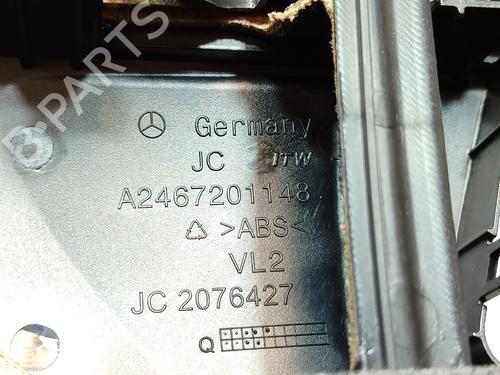 B-PARTS
Germany
JC ITW
A2467201148
>ABS<
VL2
JC 2076427
Q